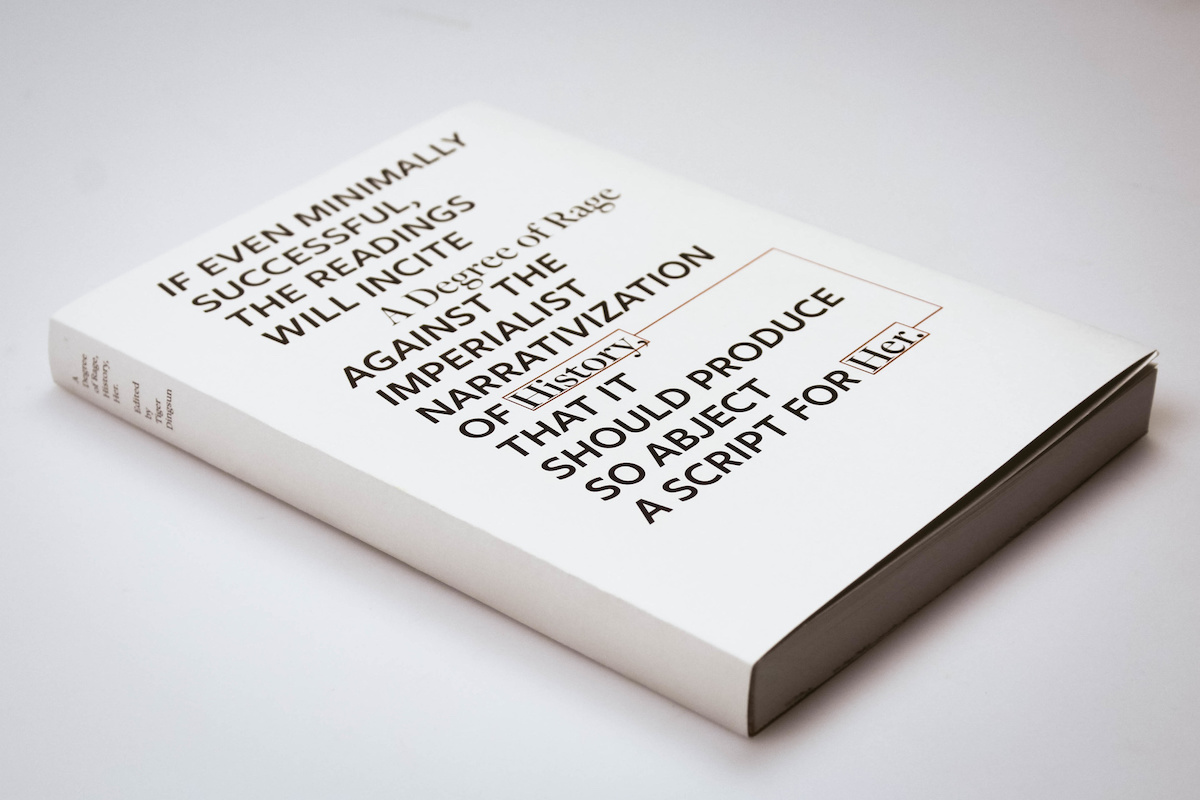 IF EVEN MINIMALLY
SUCCESSFUL,
THE READINGS
WILL INCITE
A Degree of Rage
AGAINST THE
IMPERIALIST
NARRATIVIZATION
OF History,
THAT IT
SHOULD PRODUCE
SO ABJECT
A SCRIPT FOR Her.
A
Degree
of Rage,
History,
Her.
Edited
by
Tiger
Dingsun